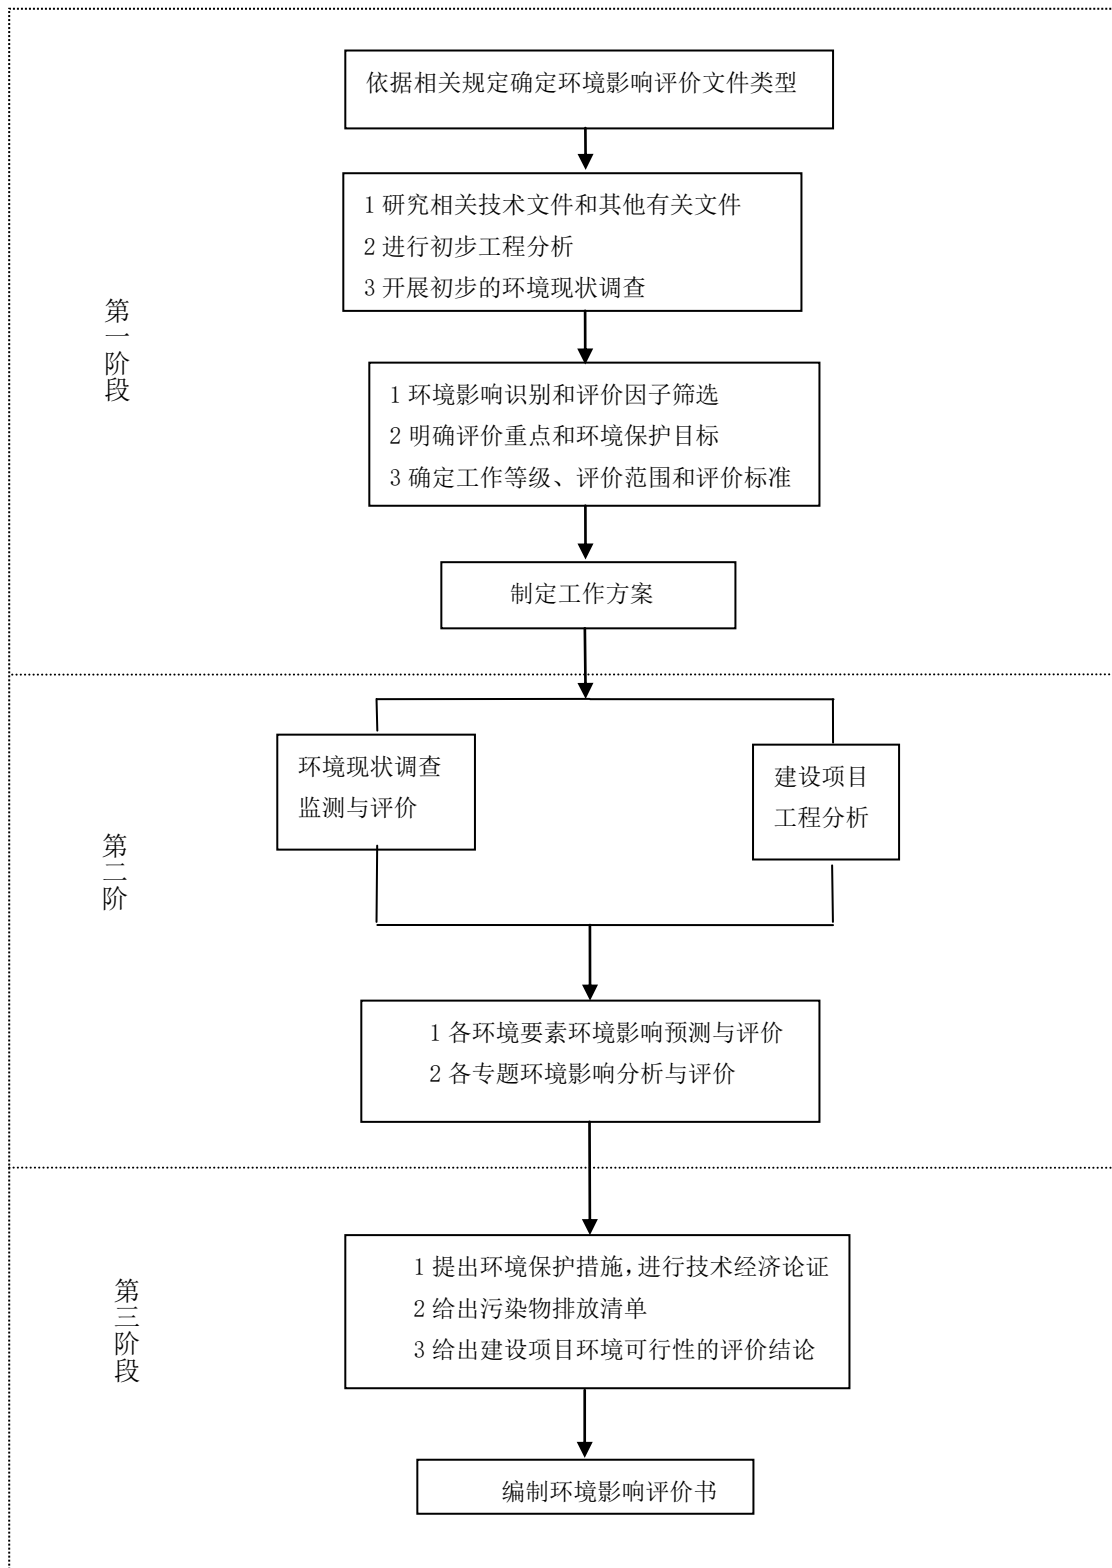 依据相关规定确定环境影响评价文件类型
1 研究相关技术文件和其他有关文件
2 进行初步工程分析
3 开展初步的环境现状调查
第一阶段
1 环境影响识别和评价因子筛选
2 明确评价重点和环境保护目标
3 确定工作等级、评价范围和评价标准
制定工作方案
环境现状调查
监测与评价
建设项目
工程分析
第二阶
1 各环境要素环境影响预测与评价
2 各专题环境影响分析与评价
第三阶段
1 提出环境保护措施,进行技术经济论证
2 给出污染物排放清单
3 给出建设项目环境可行性的评价结论
编制环境影响评价书